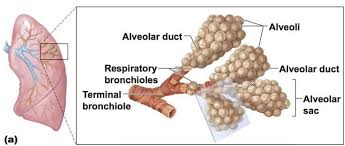 Alveolar duct
Alveoli
Respiratory
bronchioles
Alveolar duct
Terminal
bronchiole
Alveolar
sac
(a)